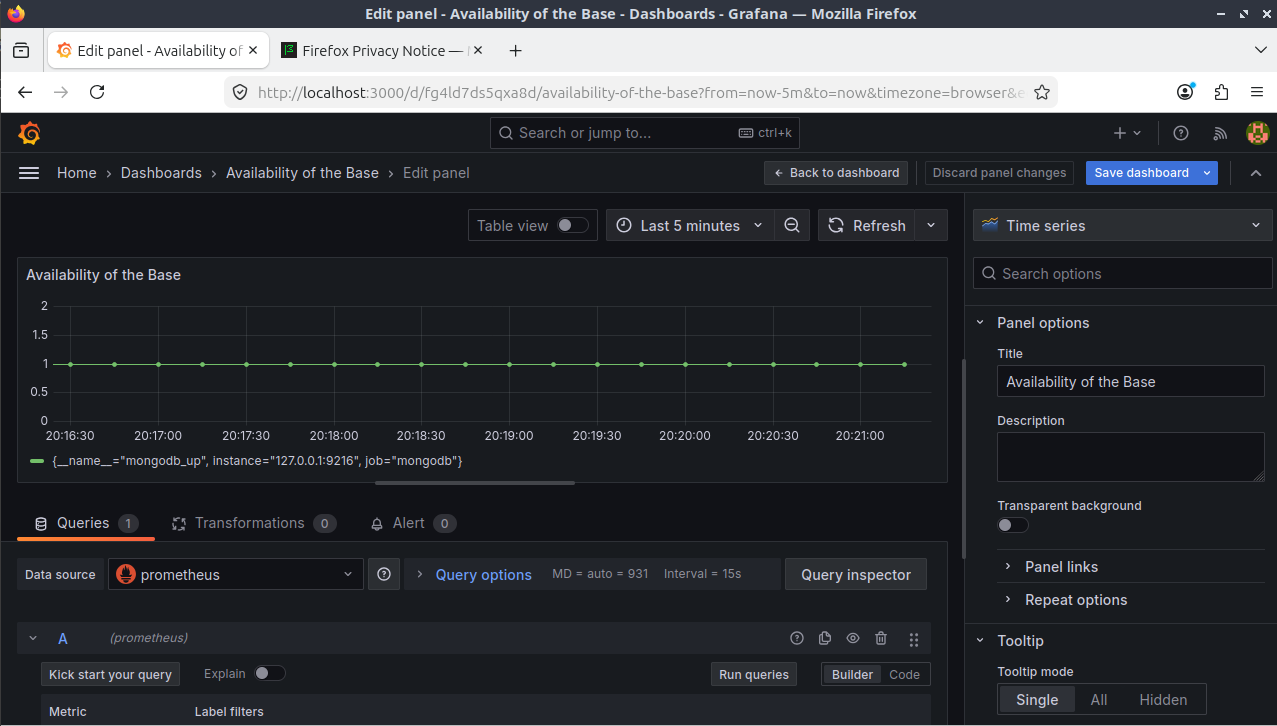 Edit panel - Availability of the Base - Dashboards - Grafana — Mozilla Firefox
Edit panel - Availability of
Firefox Privacy Notice —
http://localhost:3000/d/fg4ld7ds5qxa8d/availability-of-the-base?from=now-5m&to=now&timezone=browser&e
Search or jump to... ctrl+k
Home › Dashboards › Availability of the Base › Edit panel
Back to dashboard
Discard panel changes
Save dashboard
Table view
Last 5 minutes
Refresh
Time series
Search options
Availability of the Base
2
1.5
1
0.5
0
20:16:30 20:17:00 20:17:30 20:18:00 20:18:30 20:19:00 20:19:30 20:20:00 20:20:30 20:21:00
{__name__="mongodb_up", instance="127.0.0.1:9216", job="mongodb"}
Panel options
Title
Availability of the Base
Description
Transparent background
Panel links
Repeat options
Tooltip
Tooltip mode
Single All Hidden
Queries 1 Transformations 0 Alert 0
Data source prometheus Query options MD = auto = 931 Interval = 15s Query inspector
A (prometheus)
Kick start your query Explain Run queries Builder Code
Metric Label filters